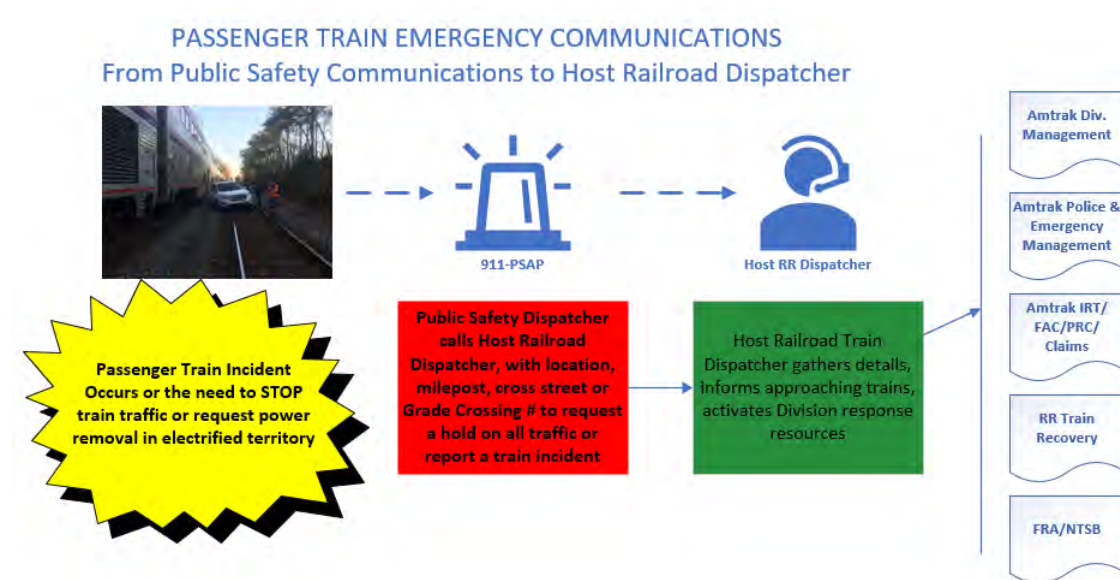 PASSENGER TRAIN EMERGENCY COMMUNICATIONS
From Public Safety Communications to Host Railroad Dispatcher
911-PSAP
Host RR Dispatcher
Passenger Train Incident
Occurs or the need to STOP
train traffic or request power
removal in electrified territory
Public Safety Dispatcher
calls Host Railroad
Dispatcher, with location,
milepost, cross street or
Grade Crossing # to request
a hold on all traffic or
report a train incident
Host Railroad Train
Dispatcher gathers details,
informs approaching trains,
activates Division response
resources
Amtrak Div.
Management
Amtrak Police &
Emergency
Management
Amtrak IRT/
FAC/PRC/
Claims
RR Train
Recovery
FRA/NTSB